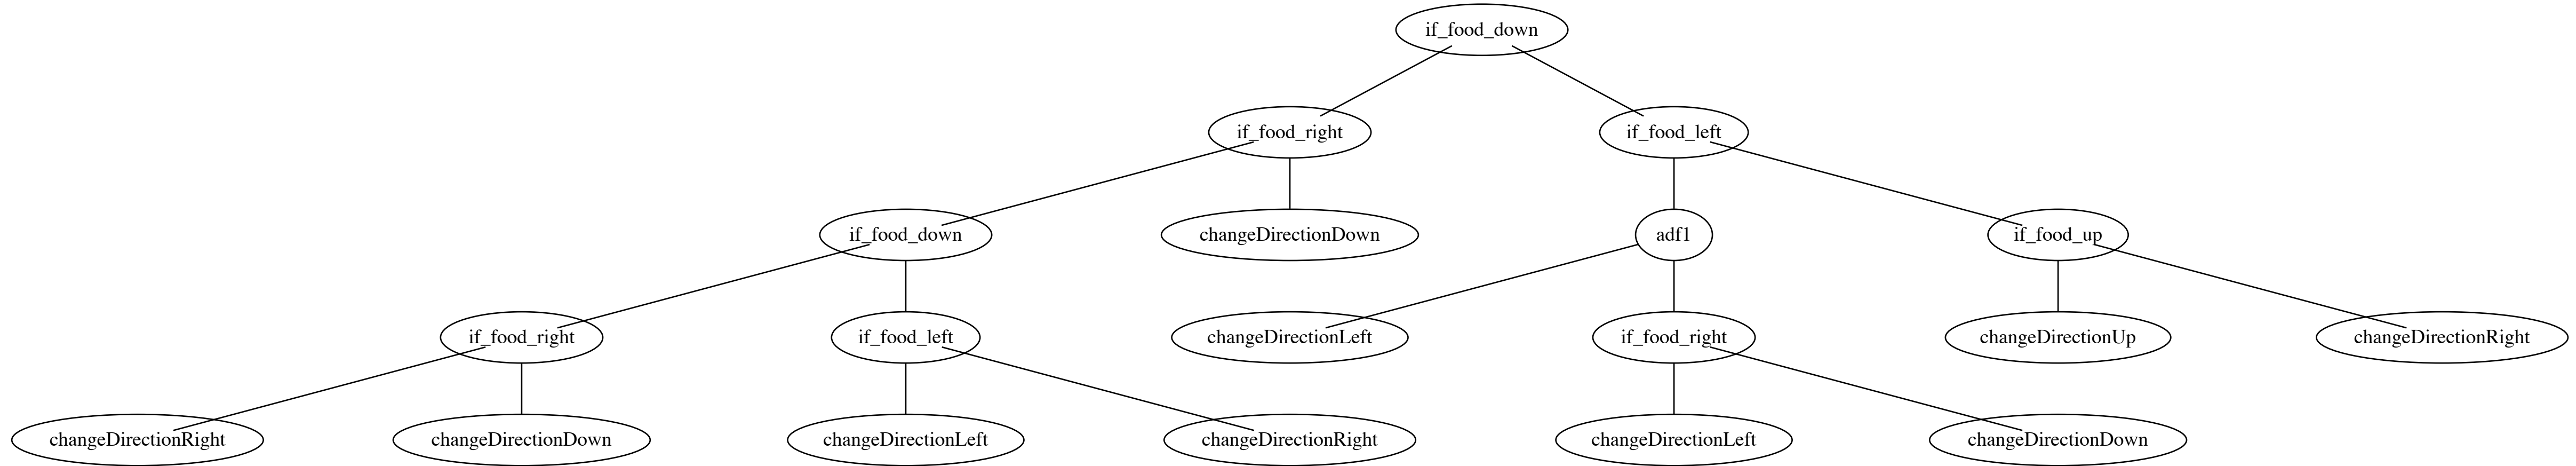 if_food_down
if_food_right
if_food_left
if_food_down
changeDirectionDown
adf1
if_food_up
if_food_right
if_food_left
changeDirectionLeft
if_food_right
changeDirectionUp
changeDirectionRight
changeDirectionRight
changeDirectionDown
changeDirectionLeft
changeDirectionRight
changeDirectionLeft
changeDirectionDown